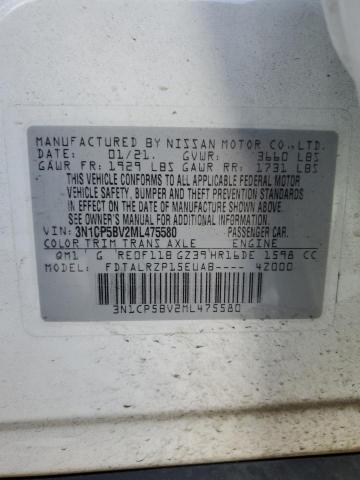 MANUFACTURED BY NISSAN MOTOR CO.,LTD.
DATE: 01/21. GVWR: 3660 LBS
GAWR FR: 1929 LBS GAWR RR: 1731 LBS
THIS VEHICLE CONFORMS TO ALL APPLICABLE FEDERAL MOTOR
VEHICLE SAFETY, BUMPER, AND THEFT PREVENTION STANDARDS
IN EFFECT ON THE DATE OF MANUFACTURE SHOWN ABOVE.
SEE OWNER'S MANUAL FOR ADDITIONAL INFORMATION.
VIN: 3N1CP5BV2ML475580 PASSENGER CAR.
COLOR TRIM TRANS AXLE ENGINE
QM1 G RE0F11B GZ39 HR16DE 1598 CC
MODEL: FDTALRZP15EUAB---- 4Z000
3N1CP5BV2ML475580